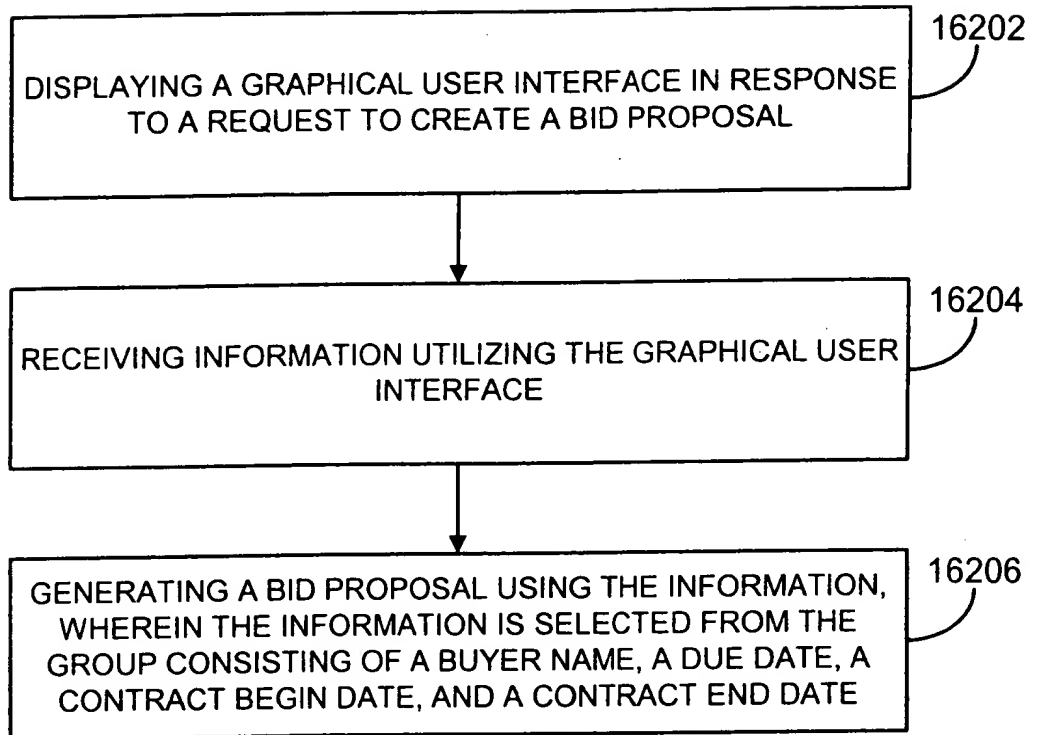 16202
DISPLAYING A GRAPHICAL USER INTERFACE IN RESPONSE
TO A REQUEST TO CREATE A BID PROPOSAL
16204
RECEIVING INFORMATION UTILIZING THE GRAPHICAL USER
INTERFACE
16206
GENERATING A BID PROPOSAL USING THE INFORMATION,
WHEREIN THE INFORMATION IS SELECTED FROM THE
GROUP CONSISTING OF A BUYER NAME, A DUE DATE, A
CONTRACT BEGIN DATE, AND A CONTRACT END DATE